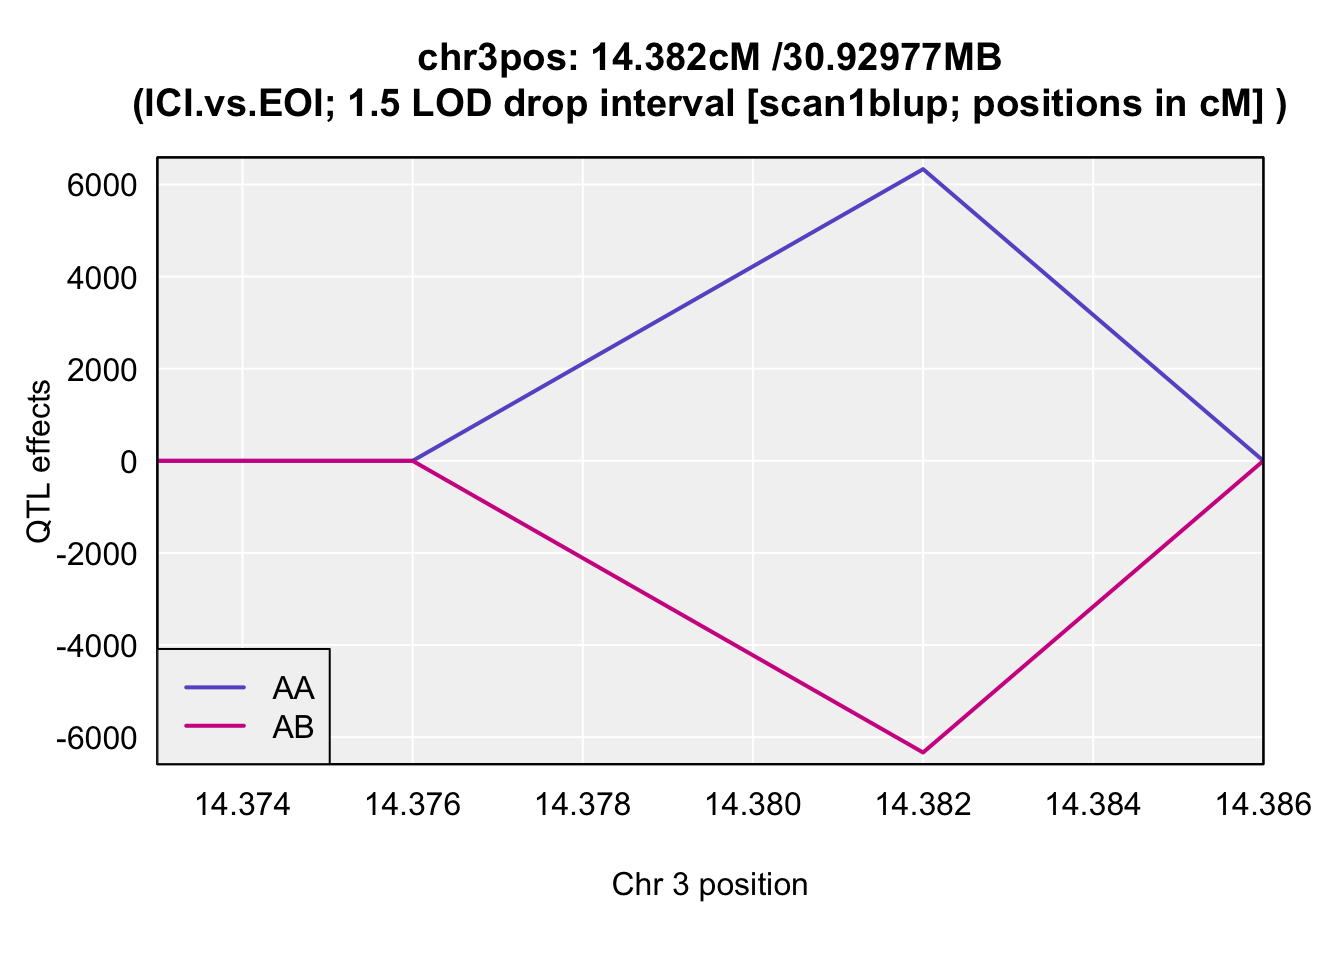 chr3pos: 14.382cM /30.92977MB
(ICI.vs.EOI; 1.5 LOD drop interval [scan1blup; positions in cM] )
QTL effects
6000
4000
2000
0
-2000
-4000
-6000
AA
AB
14.374 14.376 14.378 14.380 14.382 14.384 14.386
Chr 3 position